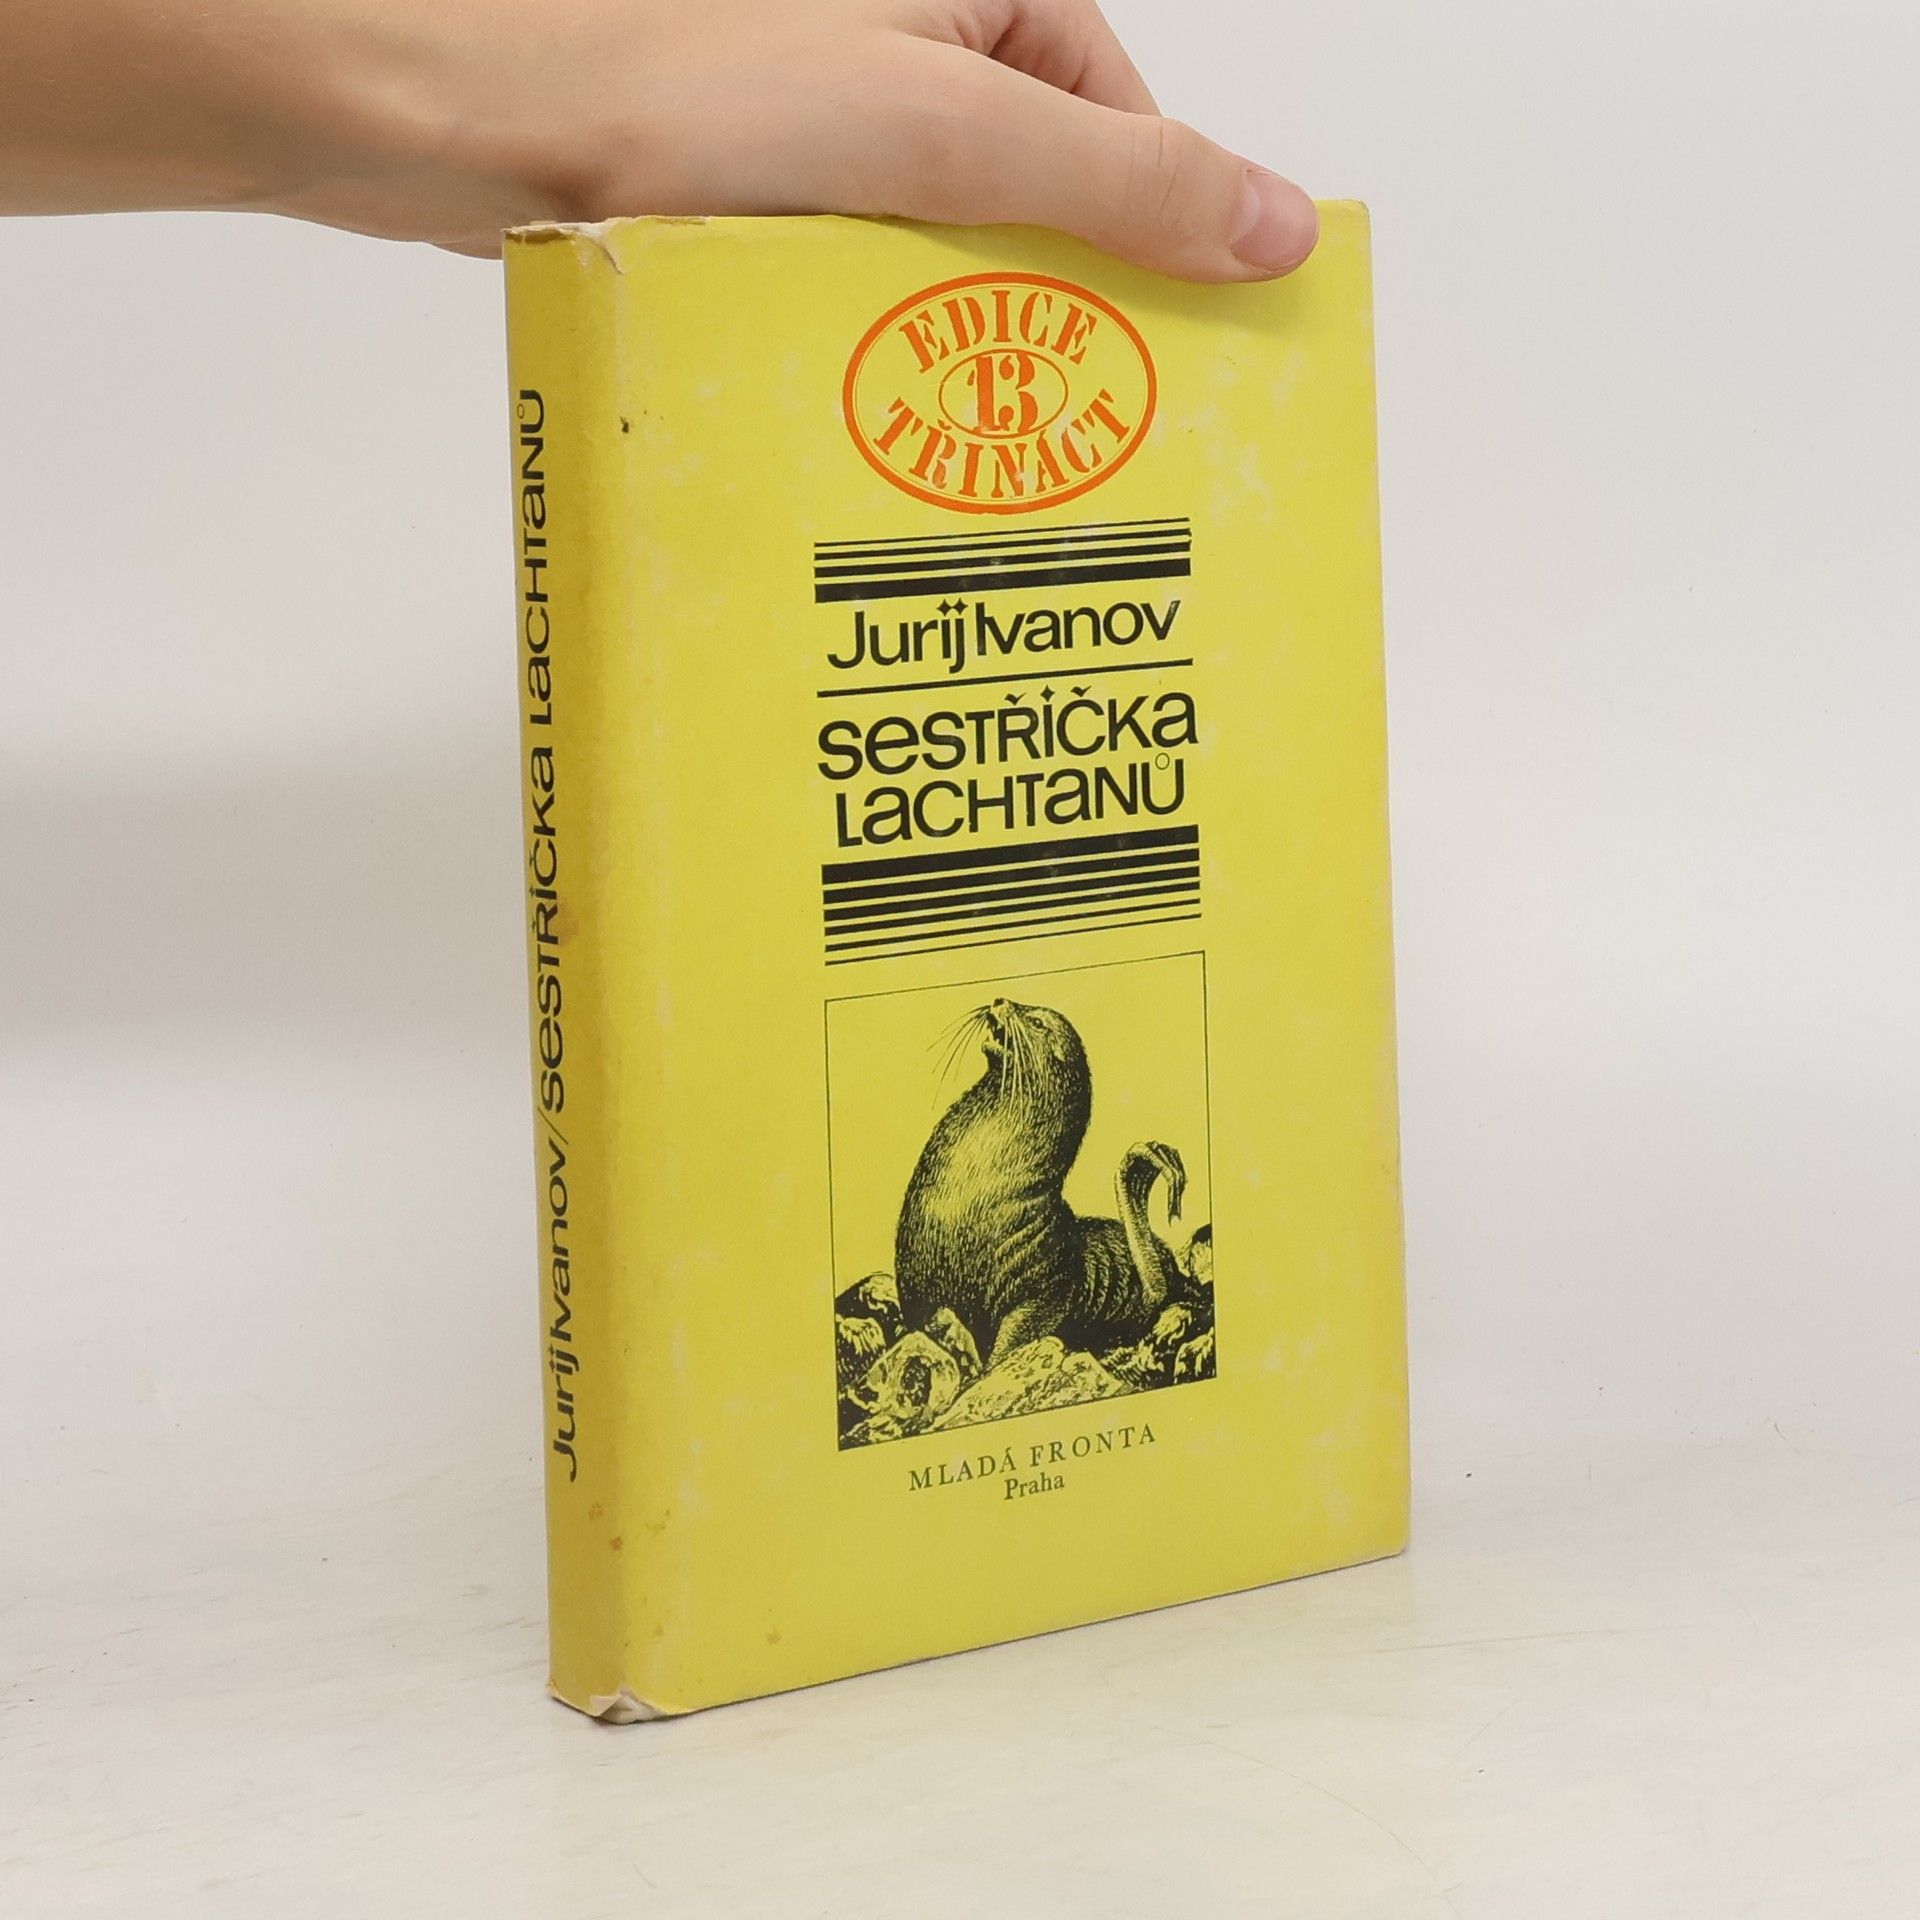 EDICE
13
TŘINÁCT
Jurij Ivanov
SESTŘIČKA
LACHTANŮ
MLADÁ FRONTA
Praha
Jurij Ivanov/SESTŘIČKA LACHTANŮ